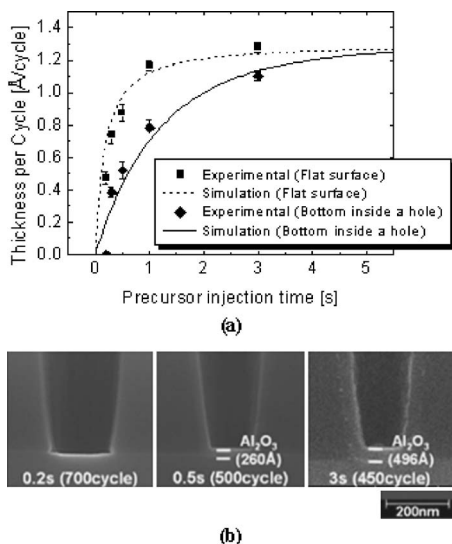 Thickness per Cycle [Å/cycle]
1.4
1.2
1.0
0.8
0.6
0.4
0.2
0.0
Experimental (Flat surface)
Simulation (Flat surface)
Experimental (Bottom inside a hole)
Simulation (Bottom inside a hole)
0 1 2 3 4 5
Precursor injection time [s]
(a)
0.2s (700cycle)
Al₂O₃
(260Å)
0.5s (500cycle)
Al₂O₃
(496Å)
3s (450cycle)
200nm
(b)